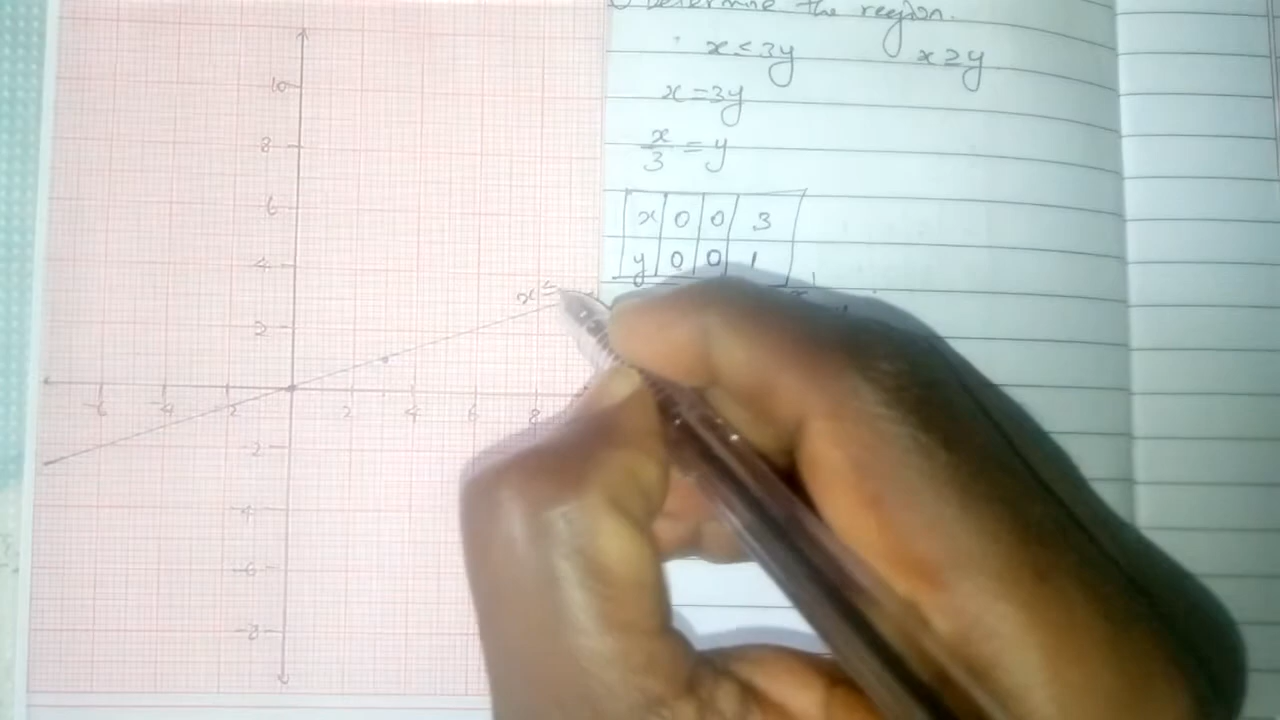 Determine the region.
x < 3y x ≥ y
x = 3y
x/3 = y
x 0 0 3
y 0 0 1
10
8
6
4
2
-6 -4 -2 2 4 6 8
-2
-4
-6
-8
x =